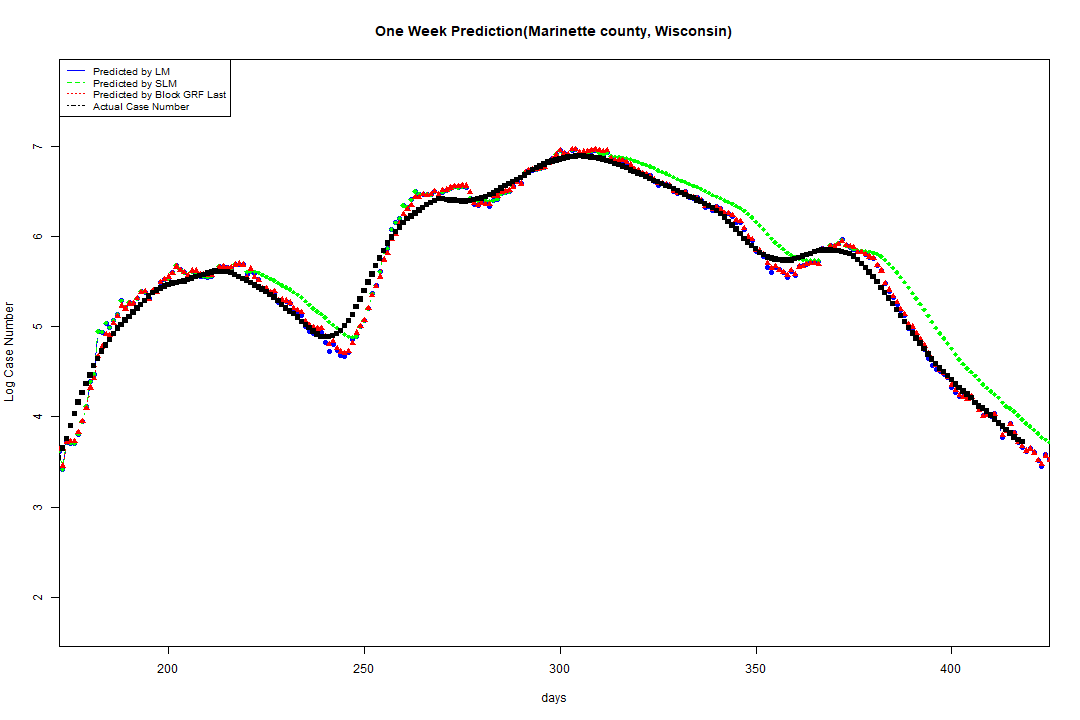 One Week Prediction(Marinette county, Wisconsin)
Predicted by LM
Predicted by SLM
Predicted by Block GRF Last
Actual Case Number
Log Case Number
7
6
5
4
3
2
200 250 300 350 400
days